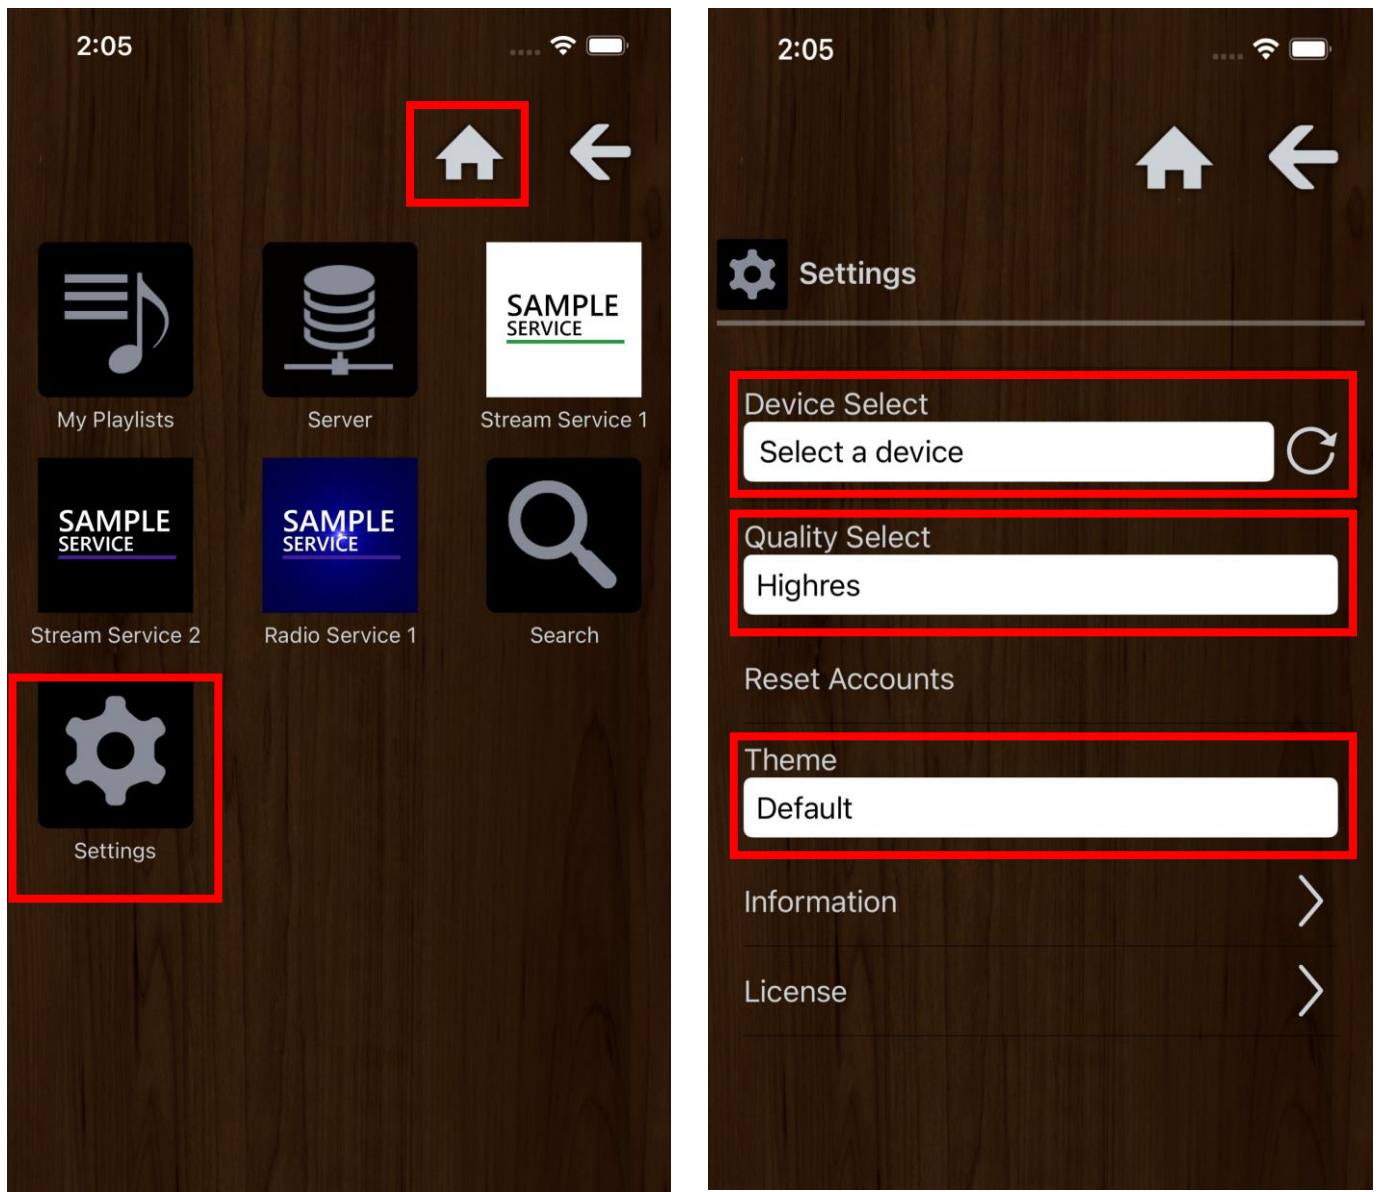 2:05
SAMPLE
SERVICE
My Playlists
Server
Stream Service 1
SAMPLE
SERVICE
SAMPLE
SERVICE
Stream Service 2
Radio Service 1
Search
Settings
2:05
Settings
Device Select
Select a device
Quality Select
Highres
Reset Accounts
Theme
Default
Information
License